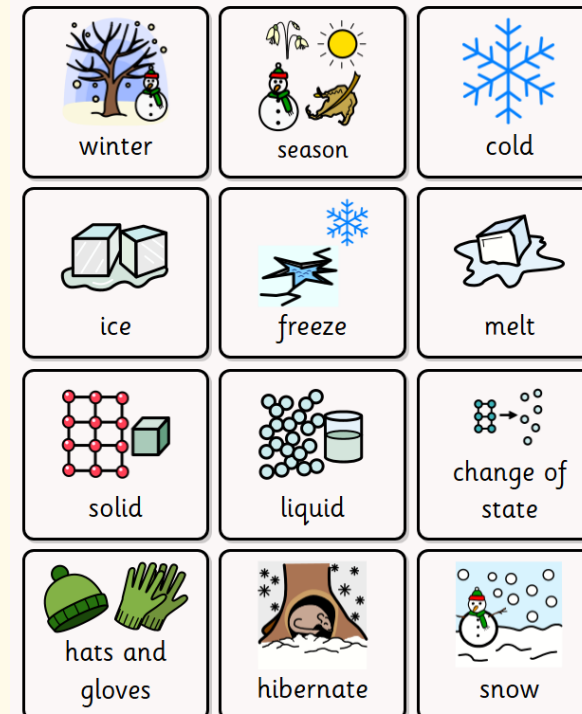 winter
season
cold
ice
freeze
melt
solid
liquid
change of
state
hats and
gloves
hibernate
snow